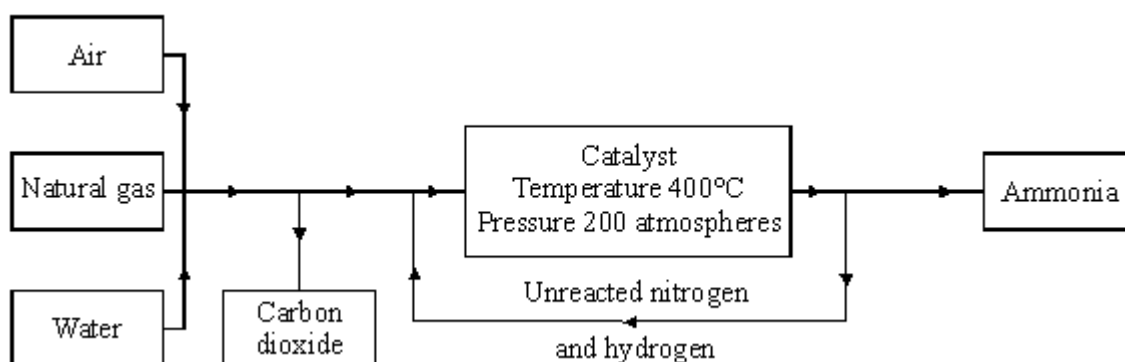 Air
Natural gas
Water
Carbon
dioxide
Catalyst
Temperature 400°C
Pressure 200 atmospheres
Unreacted nitrogen
and hydrogen
Ammonia